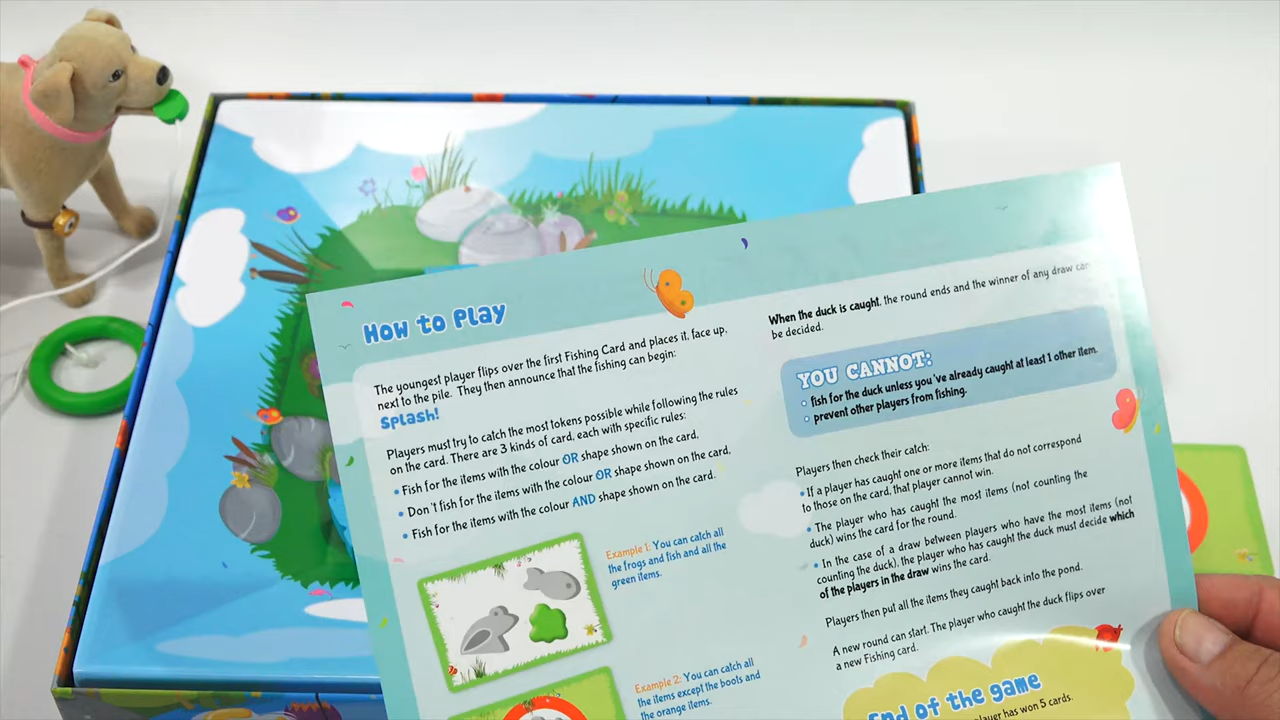 How to Play
The youngest player flips over the first Fishing Card and places it, face up,
next to the pile. They then announce that the fishing can begin:
Splash!
Players must try to catch the most tokens possible while following the rules
on the card. There are 3 kinds of card, each with specific rules:
• Fish for the items with the colour OR shape shown on the card,
• Don't fish for the items with the colour OR shape shown on the card,
• Fish for the items with the colour AND shape shown on the card.
Example 1: You can catch all
the frogs and fish and all the
green items.
Example 2: You can catch all
the items except the bools and
the orange items.
When the duck is caught, the round ends and the winner of any draw can
be decided.
YOU CANNOT:
• fish for the duck unless you've already caught at least 1 other item.
• prevent other players from fishing.
Players then check their catch:
• If a player has caught one or more items that do not correspond
to those on the card, that player cannot win.
• The player who has caught the most items (not counting the
duck) wins the card for the round.
• In the case of a draw between players who have the most items (not
counting the duck), the player who has caught the duck must decide which
of the players in the draw wins the card.
Players then put all the items they caught back into the pond.
A new round can start. The player who caught the duck flips over
a new Fishing card.
End of the game
player has won 5 cards.